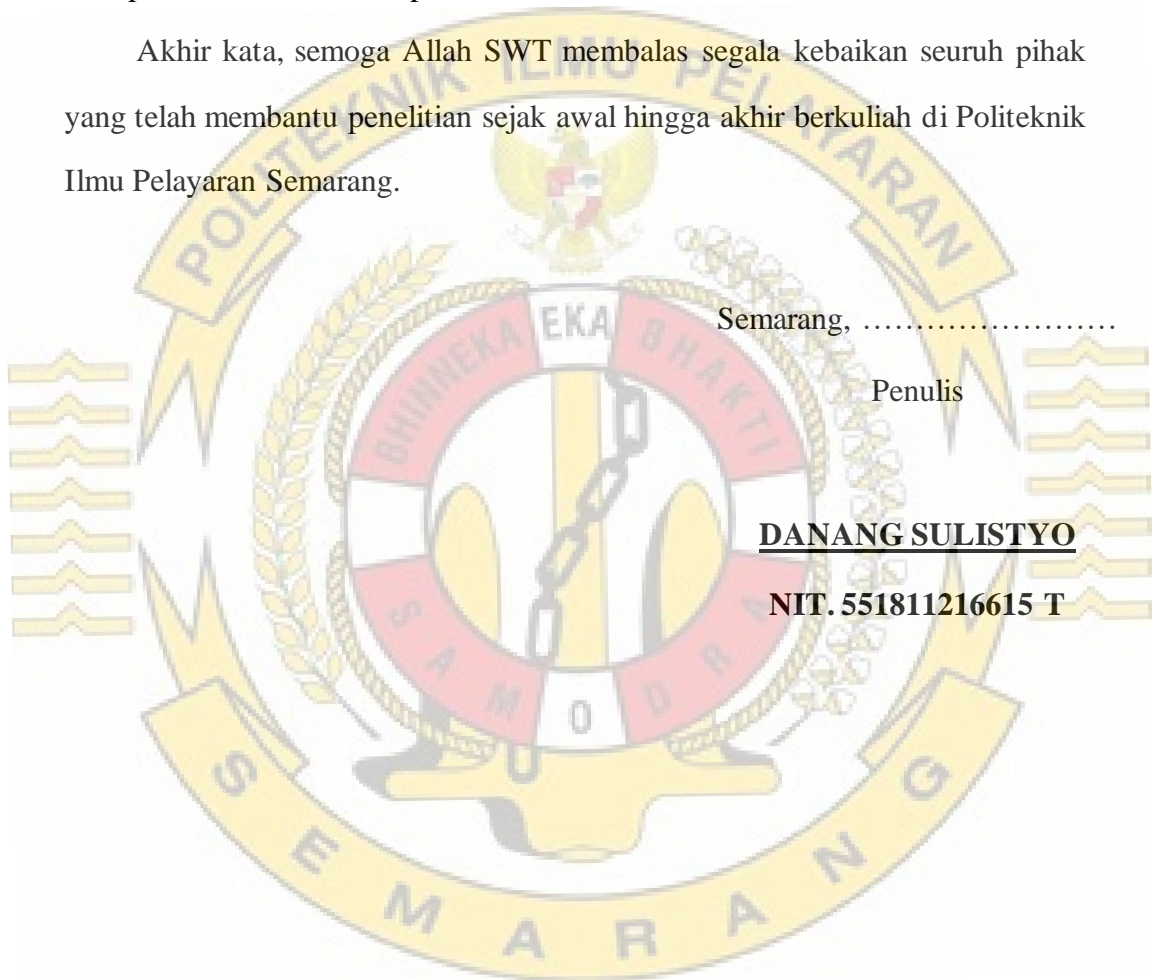 Akhir kata, semoga Allah SWT membalas segala kebaikan seuruh pihak
yang telah membantu penelitian sejak awal hingga akhir berkuliah di Politeknik
Ilmu Pelayaran Semarang.
Semarang, ……………………
Penulis
DANANG SULISTYO
NIT. 551811216615 T
POLITEKNIK ILMU PELAYARAN
BHINNEKA EKA BHAKTI
SAMODRA
SEMARANG